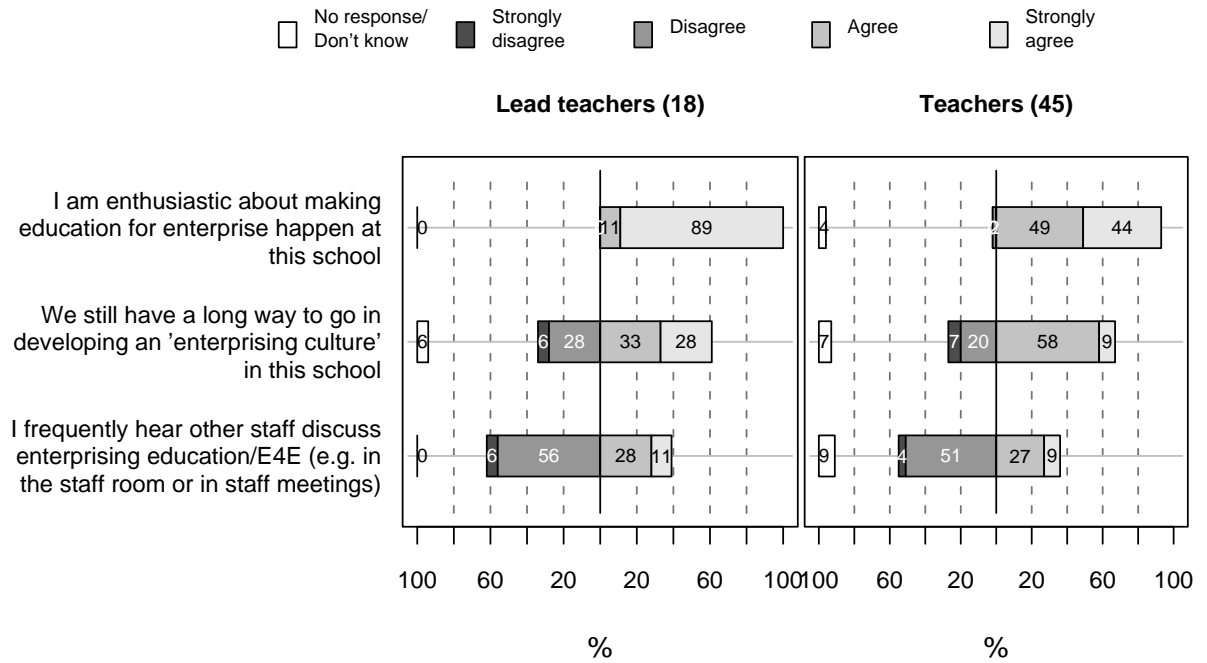 No response/
Don't know
Strongly
disagree
Disagree
Agree
Strongly
agree
Lead teachers (18)
Teachers (45)
I am enthusiastic about making
education for enterprise happen at
this school
0 11 89
4 2 49 44
We still have a long way to go in
developing an 'enterprising culture'
in this school
6 6 28 33 28
7 7 20 58 9
I frequently hear other staff discuss
enterprising education/E4E (e.g. in
the staff room or in staff meetings)
0 6 56 28 11
9 4 51 27 9
100 60 20 20 60 100
100 60 20 20 60 100
%
%